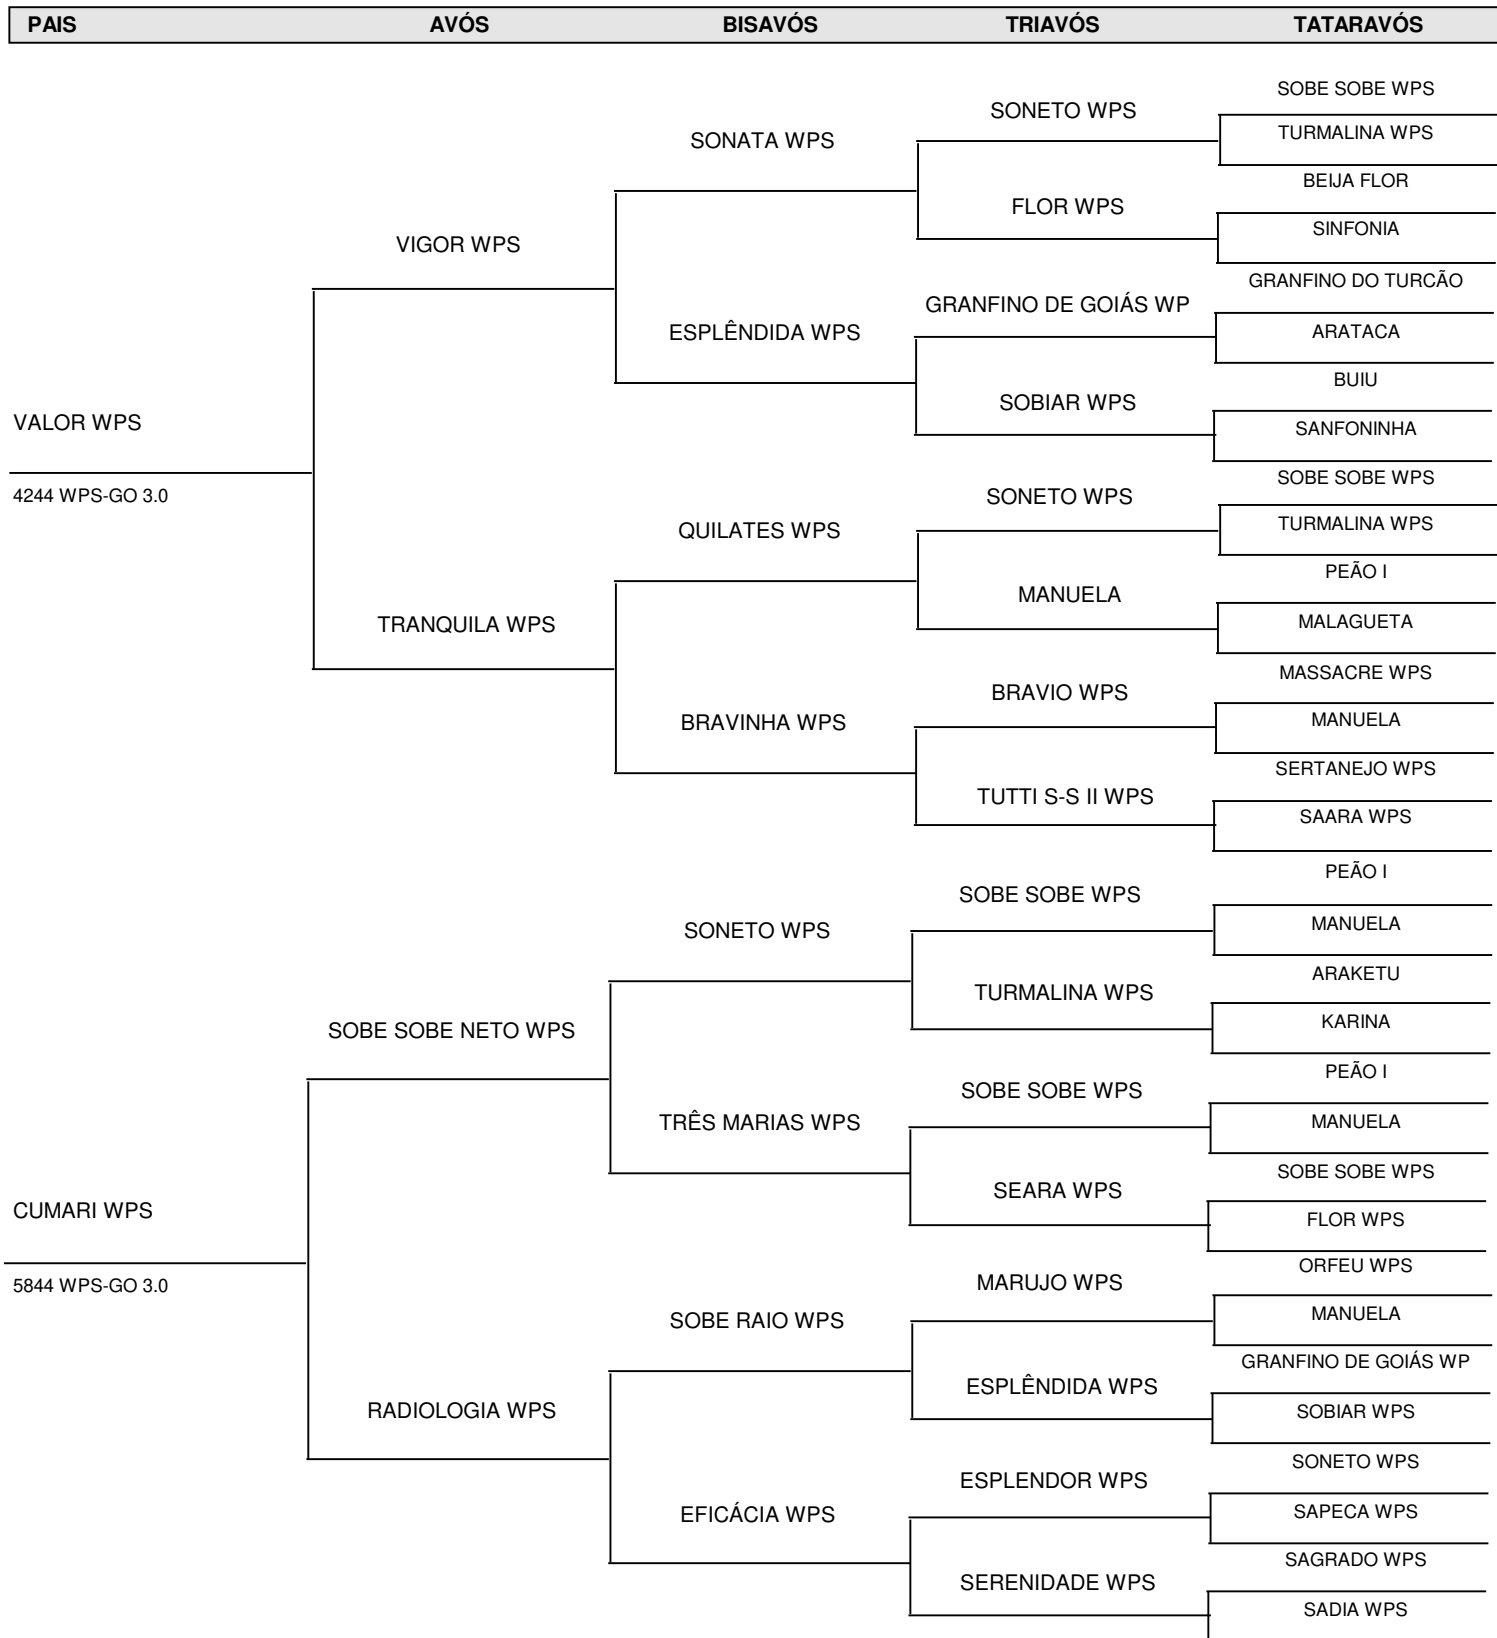 PAIS AVÓS BISAVÓS TRIAVÓS TATARAVÓS
SOBE SOBE WPS
SONETO WPS
TURMALINA WPS
SONATA WPS
BEIJA FLOR
FLOR WPS
SINFONIA
VIGOR WPS
GRANFINO DO TURCÃO
GRANFINO DE GOIÁS WP
ARATACA
ESPLÊNDIDA WPS
BUIU
SOBIAR WPS
VALOR WPS
SANFONINHA
SOBE SOBE WPS
4244 WPS-GO 3.0
SONETO WPS
TURMALINA WPS
QUILATES WPS
PEÃO I
MANUELA
MALAGUETA
TRANQUILA WPS
MASSACRE WPS
BRAVIO WPS
MANUELA
BRAVINHA WPS
SERTANEJO WPS
TUTTI S-S II WPS
SAARA WPS
PEÃO I
SOBE SOBE WPS
MANUELA
SONETO WPS
ARAKETU
TURMALINA WPS
KARINA
SOBE SOBE NETO WPS
PEÃO I
SOBE SOBE WPS
MANUELA
TRÊS MARIAS WPS
SOBE SOBE WPS
SEARA WPS
CUMARI WPS
FLOR WPS
ORFEU WPS
5844 WPS-GO 3.0
MARUJO WPS
MANUELA
SOBE RAIO WPS
GRANFINO DE GOIÁS WP
ESPLÊNDIDA WPS
RADIOLOGIA WPS
SOBIAR WPS
SONETO WPS
ESPLENDOR WPS
SAPECA WPS
EFICÁCIA WPS
SAGRADO WPS
SERENIDADE WPS
SADIA WPS